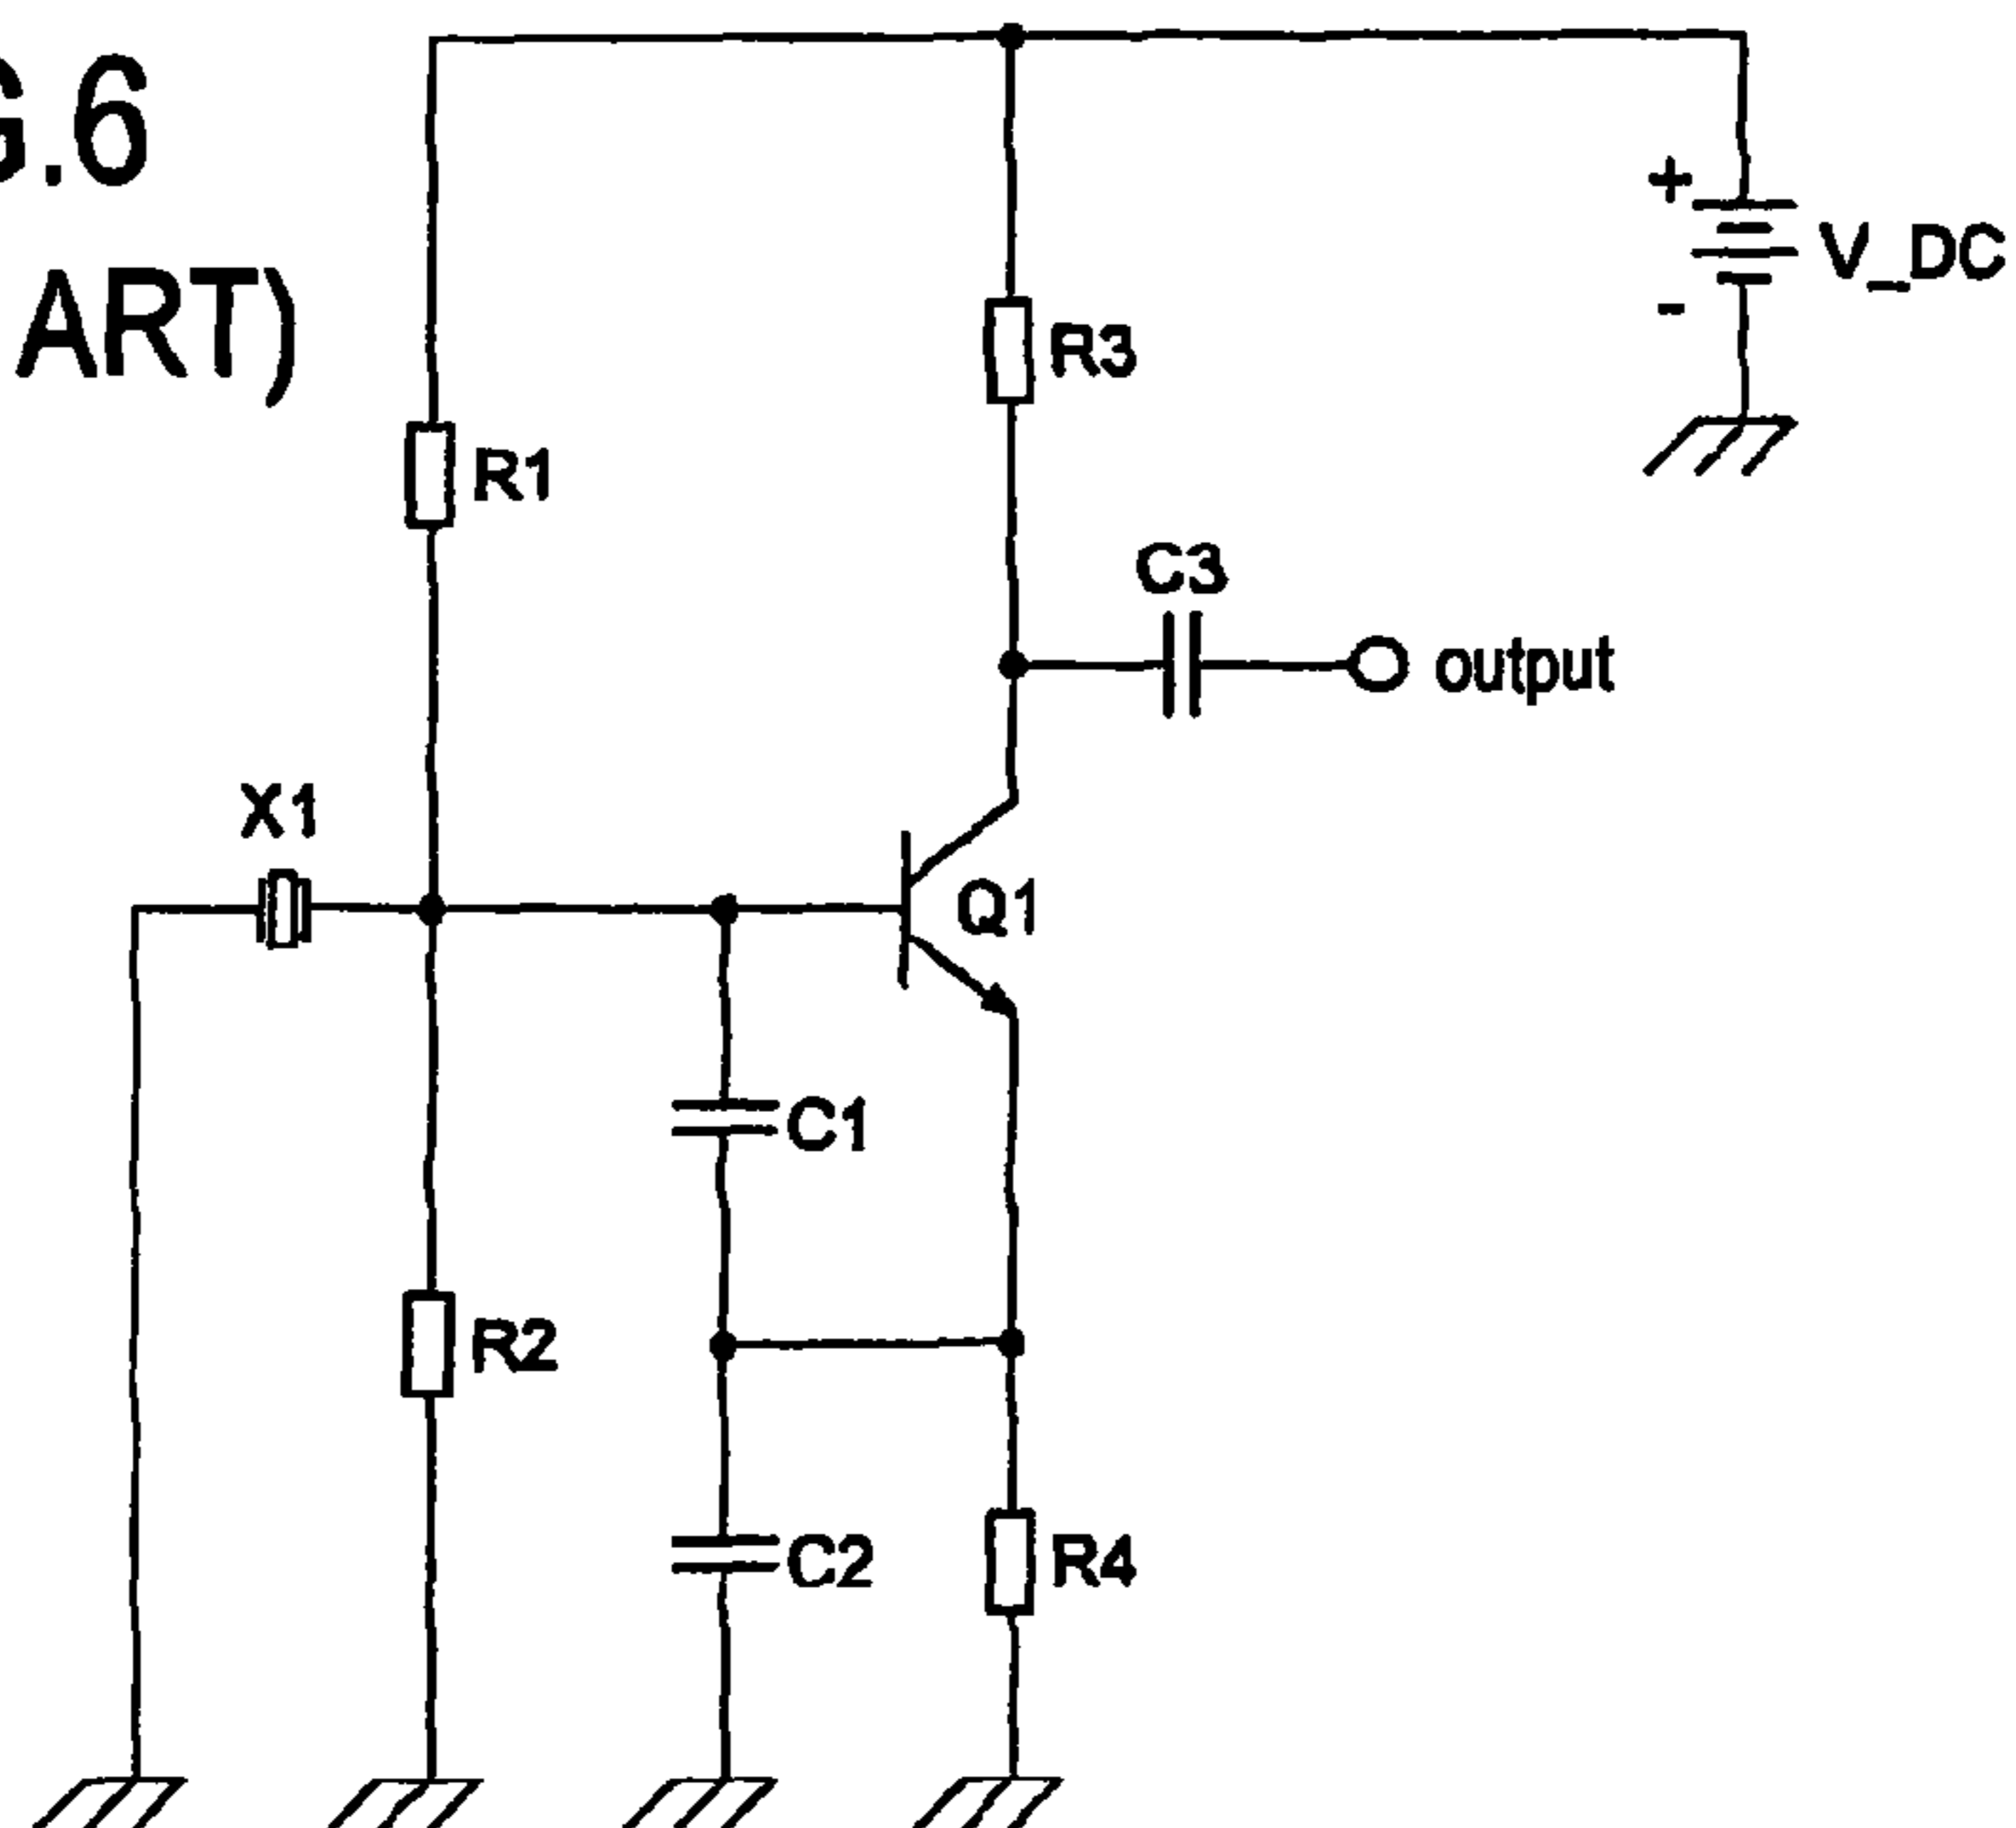 G.6
ART)
+
V_DC
-
R3
R1
C3
output
X1
Q1
C1
R2
C2
R4